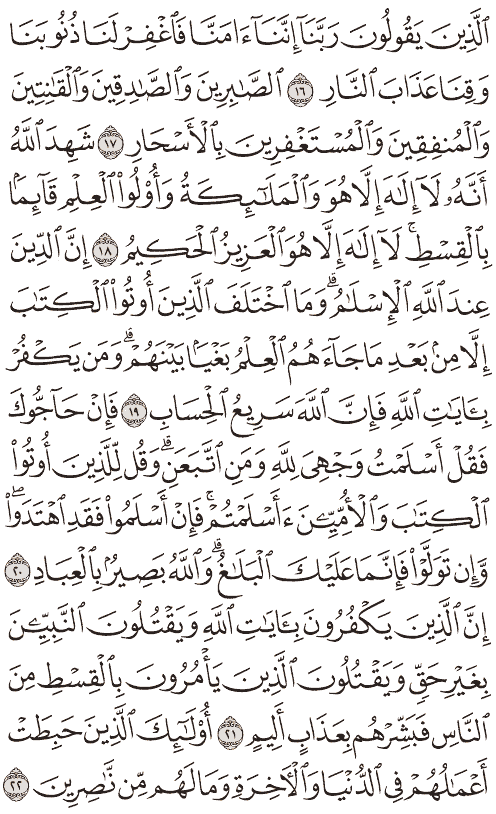 ٱلَّذِينَ يَقُولُونَ رَبَّنَآ إِنَّنَآ ءَامَنَّا فَٱغْفِرْ لَنَا ذُنُوبَنَا
وَقِنَا عَذَابَ ٱلنَّارِ ١٦ ٱلصَّٰبِرِينَ وَٱلصَّٰدِقِينَ وَٱلْقَٰنِتِينَ
وَٱلْمُنفِقِينَ وَٱلْمُسْتَغْفِرِينَ بِٱلْأَسْحَارِ ١٧ شَهِدَ ٱللَّهُ
أَنَّهُۥ لَآ إِلَٰهَ إِلَّا هُوَ وَٱلْمَلَٰٓئِكَةُ وَأُو۟لُوا۟ ٱلْعِلْمِ قَآئِمًۢا
بِٱلْقِسْطِ ۚ لَآ إِلَٰهَ إِلَّا هُوَ ٱلْعَزِيزُ ٱلْحَكِيمُ ١٨ إِنَّ ٱلدِّينَ
عِندَ ٱللَّهِ ٱلْإِسْلَٰمُ ۗ وَمَا ٱخْتَلَفَ ٱلَّذِينَ أُوتُوا۟ ٱلْكِتَٰبَ
إِلَّا مِنۢ بَعْدِ مَا جَآءَهُمُ ٱلْعِلْمُ بَغْيًۢا بَيْنَهُمْ ۗ وَمَن يَكْفُرْ
بِـَٔايَٰتِ ٱللَّهِ فَإِنَّ ٱللَّهَ سَرِيعُ ٱلْحِسَابِ ١٩ فَإِنْ حَآجُّوكَ
فَقُلْ أَسْلَمْتُ وَجْهِىَ لِلَّهِ وَمَنِ ٱتَّبَعَنِ ۗ وَقُل لِّلَّذِينَ أُوتُوا۟
ٱلْكِتَٰبَ وَٱلْأُمِّيِّـۧنَ ءَأَسْلَمْتُمْ ۚ فَإِنْ أَسْلَمُوا۟ فَقَدِ ٱهْتَدَوا۟ ۖ
وَّإِن تَوَلَّوْا۟ فَإِنَّمَا عَلَيْكَ ٱلْبَلَٰغُ ۗ وَٱللَّهُ بَصِيرٌۢ بِٱلْعِبَادِ ٢٠
إِنَّ ٱلَّذِينَ يَكْفُرُونَ بِـَٔايَٰتِ ٱللَّهِ وَيَقْتُلُونَ ٱلنَّبِيِّـۧنَ
بِغَيْرِ حَقٍّ وَيَقْتُلُونَ ٱلَّذِينَ يَأْمُرُونَ بِٱلْقِسْطِ مِنَ
ٱلنَّاسِ فَبَشِّرْهُم بِعَذَابٍ أَلِيمٍ ٢١ أُو۟لَٰٓئِكَ ٱلَّذِينَ حَبِطَتْ
أَعْمَٰلُهُمْ فِى ٱلدُّنْيَا وَٱلْـَٔاخِرَةِ وَمَا لَهُم مِّن نَّٰصِرِينَ ٢٢